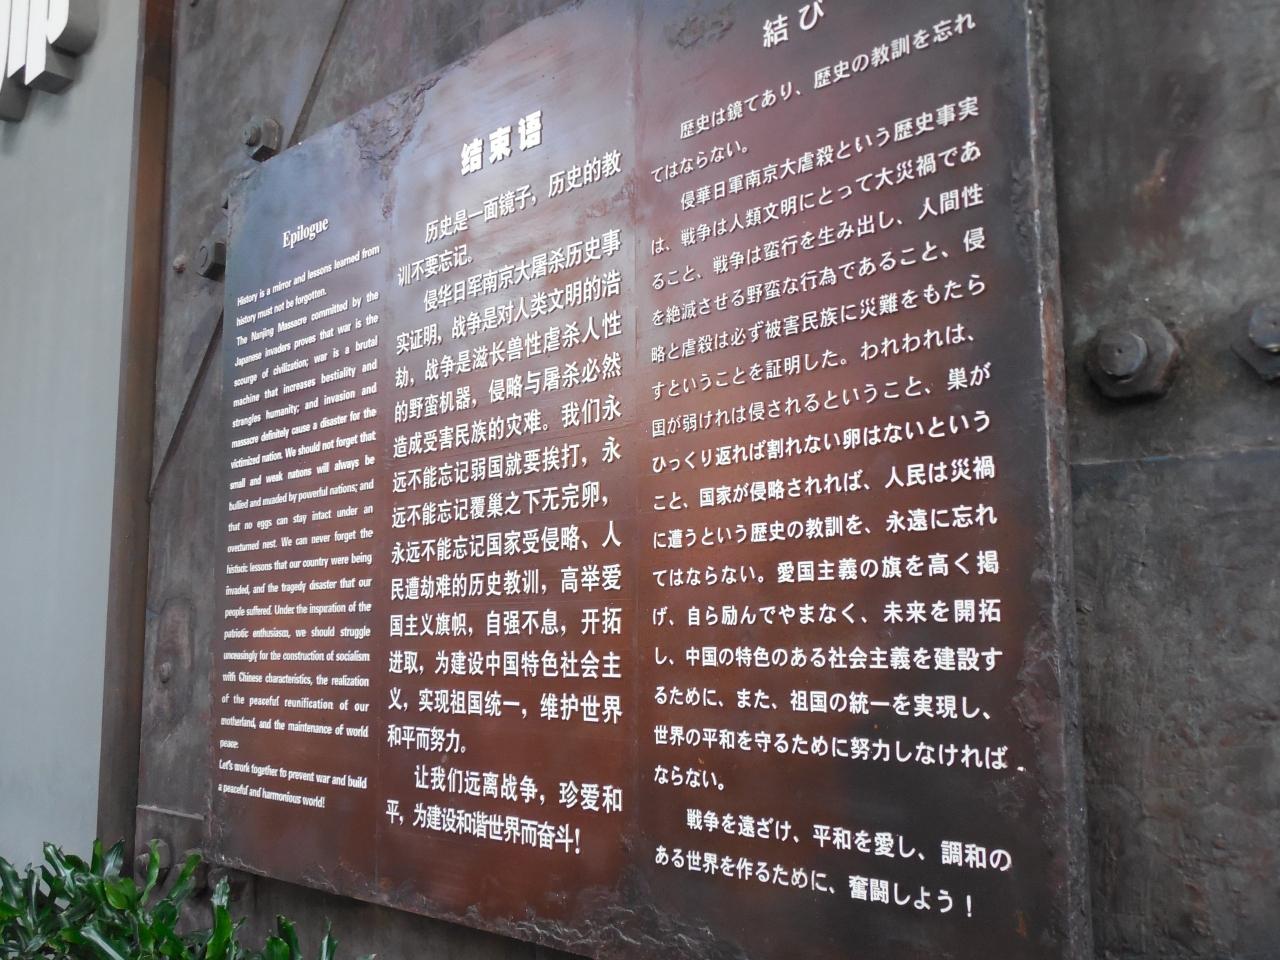 Epilogue
History is a mirror and lessons learned from
history must not be forgotten.
The Nanjing Massacre committed by the
Japanese invaders proves that war is the
scourge of civilization; war is a brutal
machine that increases bestiality and
strangles humanity; and invasion and
massacre definitely cause a disaster for the
victimized nation. We should not forget that
small and weak nations will always be
bullied and invaded by powerful nations; and
that no eggs can stay intact under an
overturned nest. We can never forget the
historic lessons that our country were being
invaded, and the tragedy disaster that our
people suffered. Under the inspiration of the
patriotic enthusiasm, we should struggle
unceasingly for the construction of socialism
with Chinese characteristics, the realization
of the peaceful reunification of our
motherland, and the maintenance of world
peace.
Let's work together to prevent war and build
a peaceful and harmonious world!
结束语
历史是一面镜子，历史的教
训不要忘记。
侵华日军南京大屠杀历史事
实证明，战争是对人类文明的浩
劫，战争是滋长兽性虐杀人性
的野蛮机器，侵略与屠杀必然
造成受害民族的灾难。我们永
远不能忘记弱国就要挨打，永
远不能忘记覆巢之下无完卵，
永远不能忘记国家受侵略、人
民遭劫难的历史教训，高举爱
国主义旗帜，自强不息，开拓
进取，为建设中国特色社会主
义，实现祖国统一，维护世界
和平而努力。
让我们远离战争，珍爱和
平，为建设和谐世界而奋斗！
結び
歴史は鏡であり、歴史の教訓を忘れ
てはならない。
侵華日軍南京大虐殺という歴史事実
は、戦争は人類文明にとって大災禍であ
ること、戦争は蛮行を生み出し、人間性
を絶滅させる野蛮な行為であること、侵
略と虐殺は必ず被害民族に災難をもたら
すということを証明した。われわれは、
国が弱ければ侵されるということ、巣が
ひっくり返れば割れない卵はないという
こと、国家が侵略されれば、人民は災禍
に遭うという歴史の教訓を、永遠に忘れ
てはならない。愛国主義の旗を高く掲
げ、自ら励んでやまなく、未来を開拓
し、中国の特色のある社会主義を建設す
るために、また、祖国の統一を実現し、
世界の平和を守るために努力しなければ
ならない。
戦争を遠ざけ、平和を愛し、調和の
ある世界を作るために、奮闘しよう！